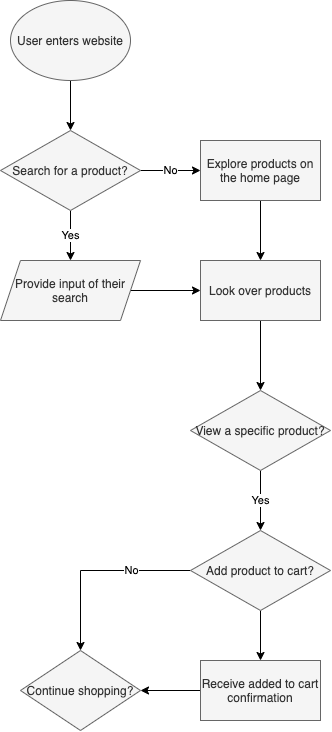 User enters website
Search for a product?
No
Explore products on
the home page
Yes
Provide input of their
search
Look over products
View a specific product?
Yes
Add product to cart?
No
Continue shopping?
Receive added to cart
confirmation